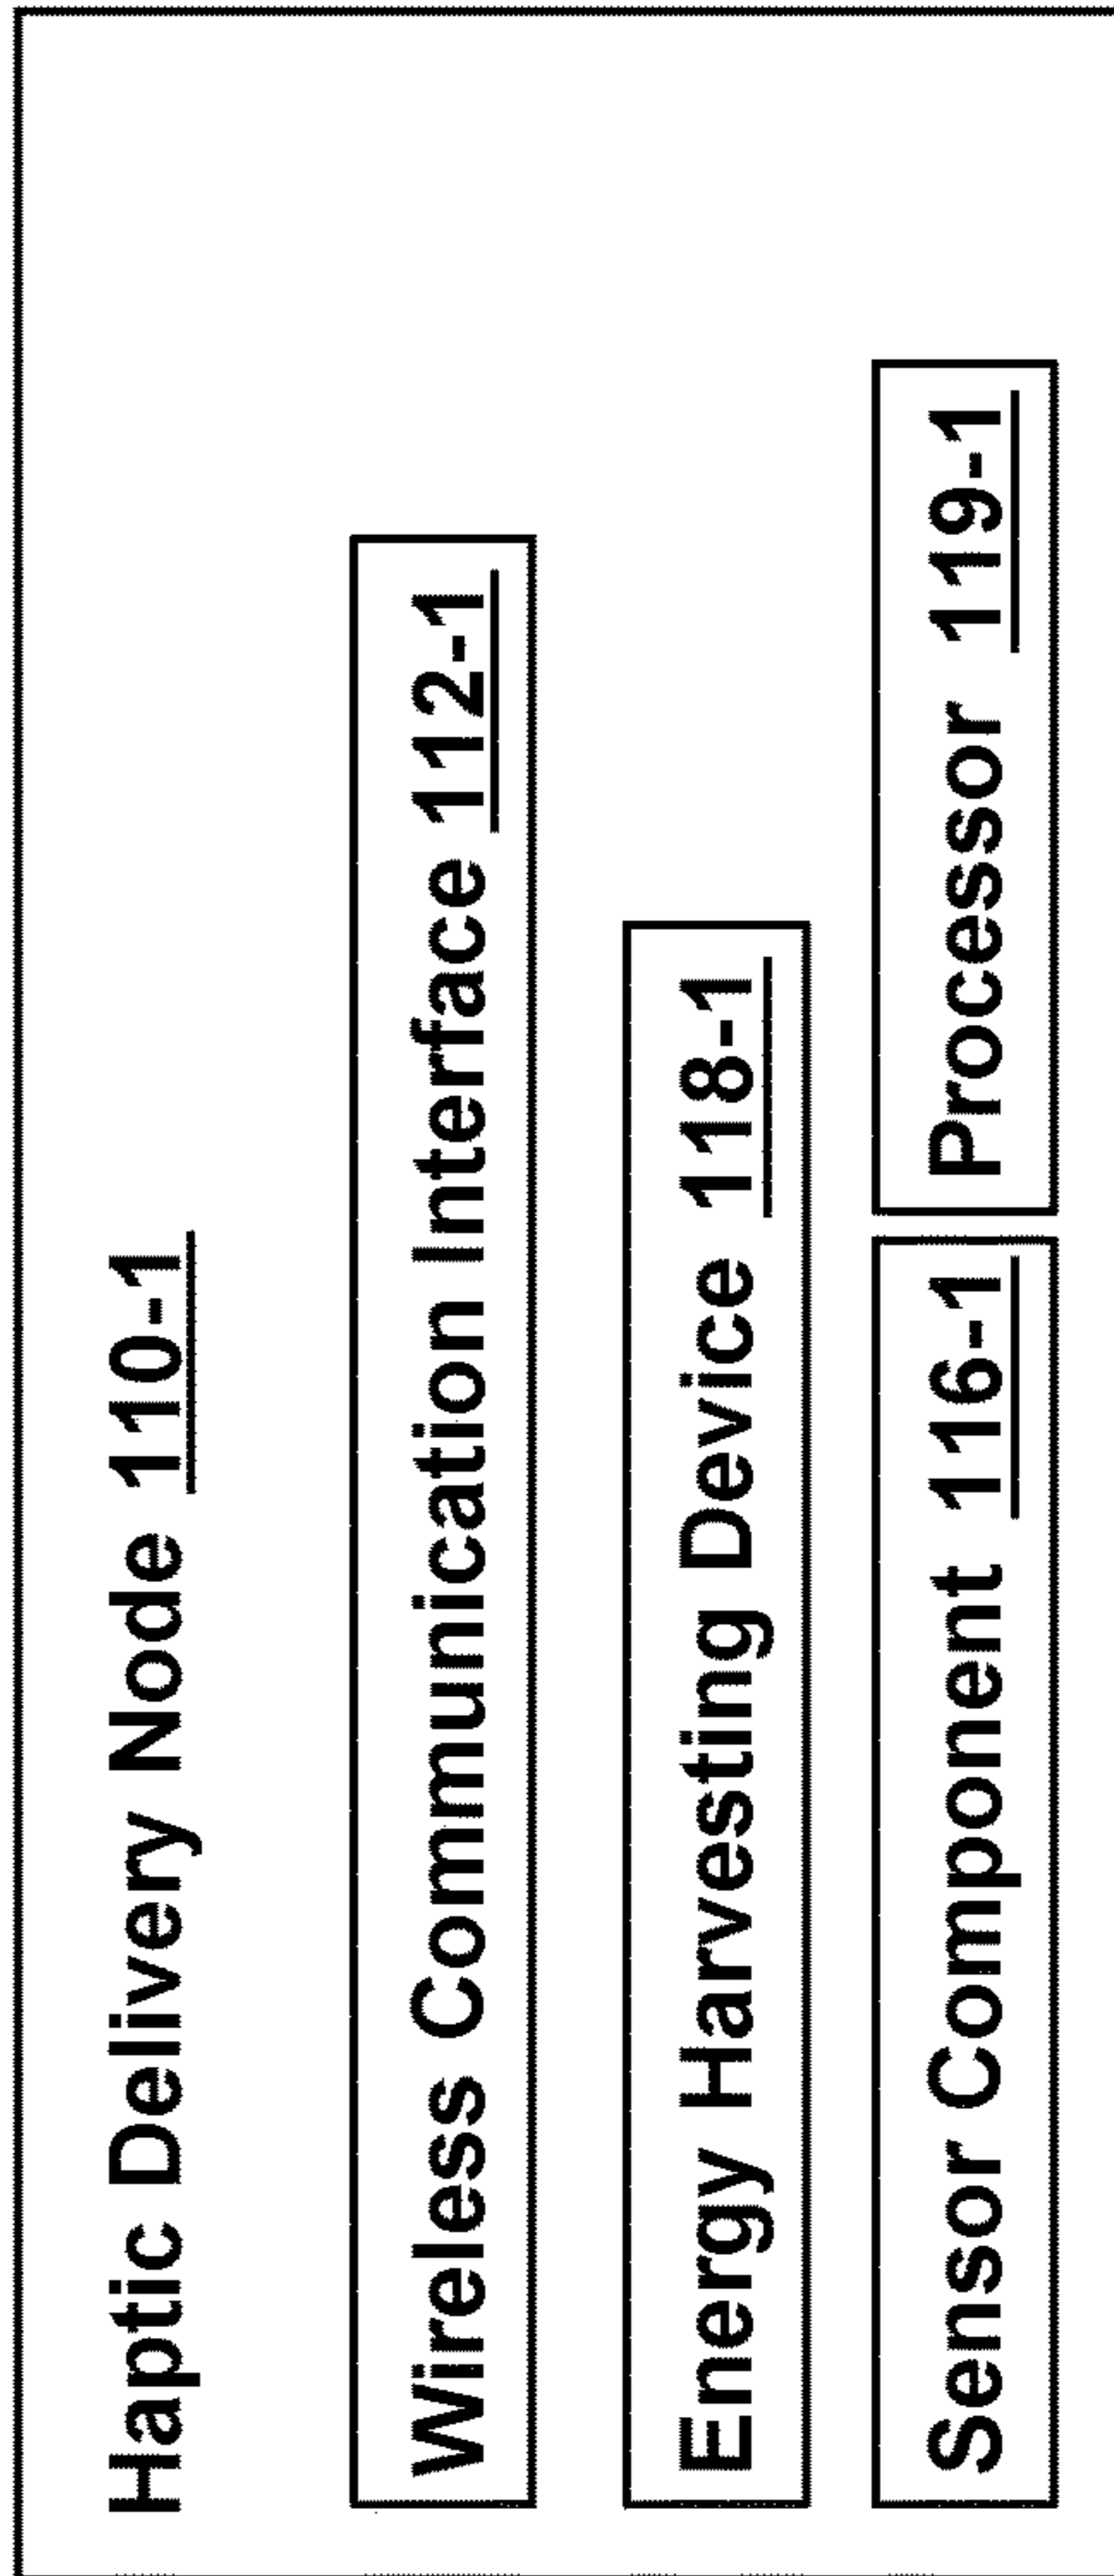 Haptic Delivery Node 110-1
Wireless Communication Interface 112-1
Energy Harvesting Device 118-1
Sensor Component 116-1 Processor 119-1